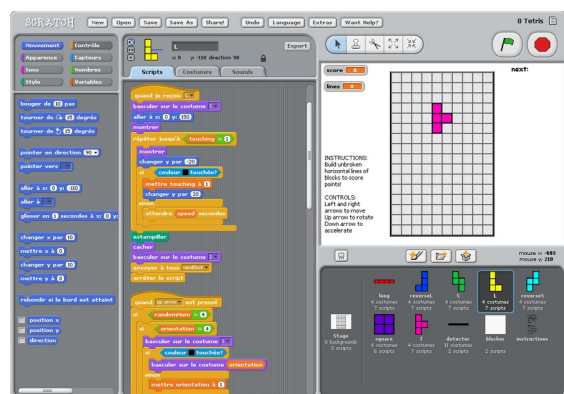 SCRATCH
New
Open
Save
Save As
Share!
Undo
Language
Extras
Want Help?
Tetris
Mouvement
Contrôle
Apparence
Capteurs
Sons
Nombres
Stylo
Variables
bouger de 10 pas
tourner de 15 degrés
tourner de 15 degrés
pointer en direction 90
pointer vers
aller à x: 0 y: -110
aller à
glisser en 1 secondes à x: 0 y:
changer x par 10
mettre x à 0
changer y par 10
mettre y à 0
rebondir si le bord est atteint
position x
position y
direction
L
x: 0 y: -110 direction: 90
Export
Scripts
Costumes
Sounds
quand je reçois
basculer sur le costume
aller à x: 0 y: 150
montrer
répéter jusqu'à touching = 1
montrer
changer y par -20
si couleur touchée?
mettre touching à 1
changer y par 20
sinon
attendre speed secondes
estampiller
cacher
basculer sur le costume
envoyer à tous
arrêter le script
quand up arrow est pressé
si = 4
si orientation = 4
basculer sur le costume
si couleur touchée?
basculer sur le costume orientation
sinon
mettre orientation à 1
score
lines
next:
INSTRUCTIONS:
Build unbroken
horizontal lines of
blocks to score
points!
CONTROLS:
Left and right
arrows to move
Up arrow to rotate
Down arrow to
accelerate
mouse x: -603
mouse y: 210
Stage
8 backgrounds
3 scripts
long
4 costumes
7 scripts
reverseL
4 costumes
7 scripts
S
4 costumes
7 scripts
L
4 costumes
7 scripts
reverseS
4 costumes
7 scripts
square
4 costumes
6 scripts
T
4 costumes
7 scripts
detector
11 costumes
2 scripts
blocker
2 scripts
instructions